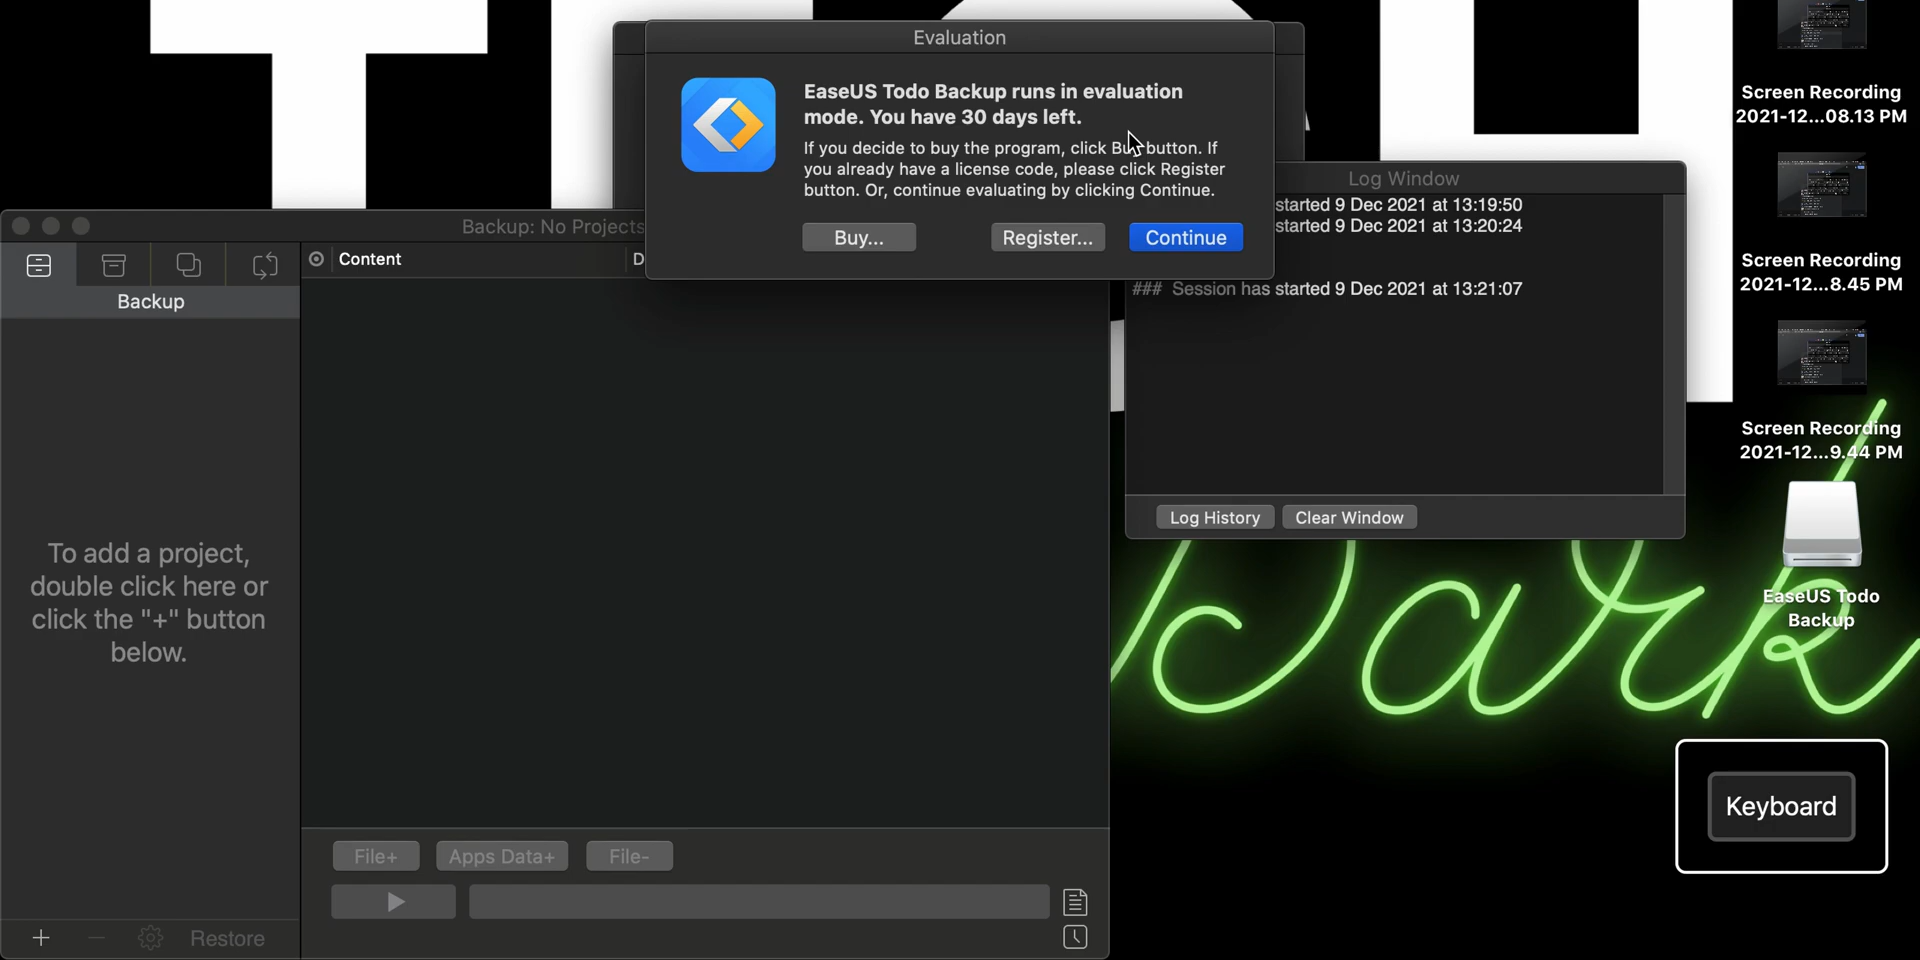 Evaluation
EaseUS Todo Backup runs in evaluation
mode. You have 30 days left.
If you decide to buy the program, click button. If
you already have a license code, please click Register
button. Or, continue evaluating by clicking Continue.
Buy...
Register...
Continue
Log Window
started 9 Dec 2021 at 13:19:50
started 9 Dec 2021 at 13:20:24
### Session has started 9 Dec 2021 at 13:21:07
Log History
Clear Window
Backup: No Projects
Content
Backup
To add a project,
double click here or
click the "+" button
below.
File+
Apps Data+
File-
Restore
Screen Recording
2021-12...08.13 PM
Screen Recording
2021-12...8.45 PM
Screen Recording
2021-12...9.44 PM
EaseUS Todo
Backup
Keyboard
Dark